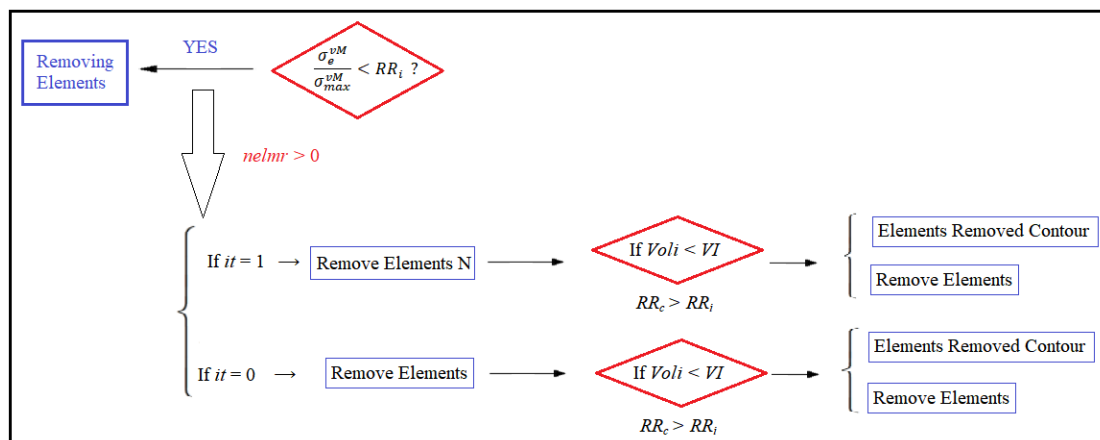 YES
Removing
Elements
σ_e^{vM} / σ_{max}^{vM} < RR_i ?
nelmr > 0
If it = 1 → Remove Elements N
If Voli < VI
RR_c > RR_i
Elements Removed Contour
Remove Elements
If it = 0 → Remove Elements
If Voli < VI
RR_c > RR_i
Elements Removed Contour
Remove Elements